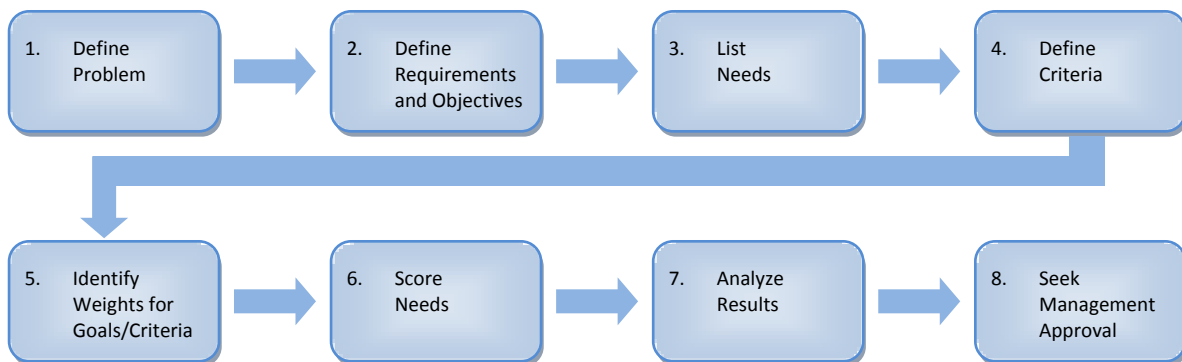 1. Define
Problem
2. Define
Requirements
and Objectives
3. List
Needs
4. Define
Criteria
5. Identify
Weights for
Goals/Criteria
6. Score
Needs
7. Analyze
Results
8. Seek
Management
Approval